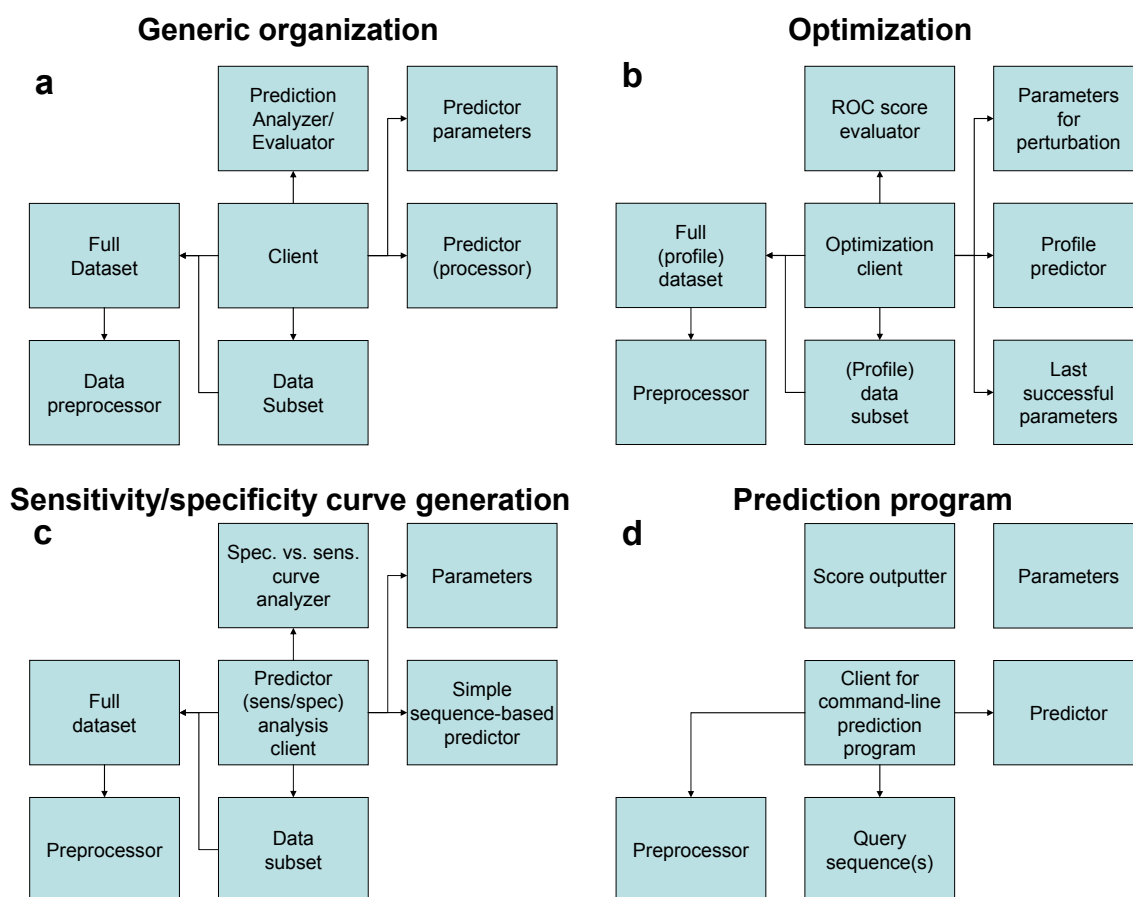 Generic organization
a
Prediction
Analyzer/
Evaluator
Predictor
parameters
Full
Dataset
Client
Predictor
(processor)
Data
preprocessor
Data
Subset
Optimization
b
ROC score
evaluator
Parameters
for
perturbation
Full
(profile)
dataset
Optimization
client
Profile
predictor
Preprocessor
(Profile)
data
subset
Last
successful
parameters
Sensitivity/specificity curve generation
c
Spec. vs. sens.
curve
analyzer
Parameters
Full
dataset
Predictor
(sens/spec)
analysis
client
Simple
sequence-based
predictor
Preprocessor
Data
subset
Prediction program
d
Score outputter
Parameters
Client for
command-line
prediction
program
Predictor
Preprocessor
Query
sequence(s)